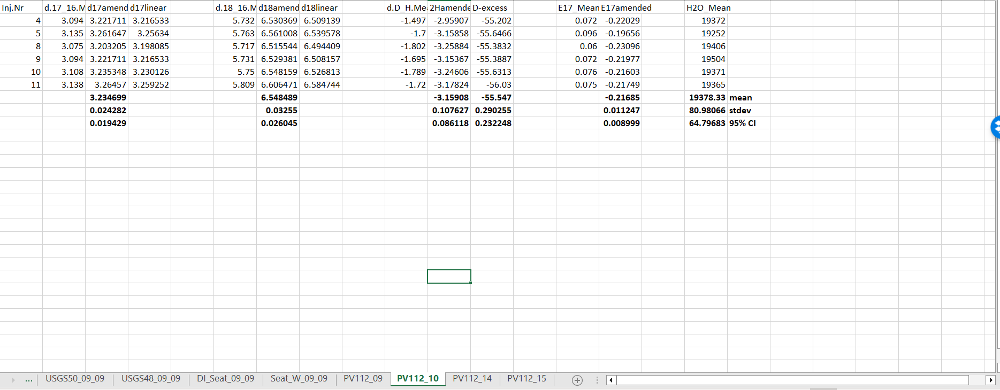 Inj.Nr d.17_16.M d17amend d17linear d.18_16.M d18amend d18linear d.D_H.Mea 2Hamende D-excess E17_Mean E17amended H2O_Mean
4 3.094 3.221711 3.216533 5.732 6.530369 6.509139 -1.497 -2.95907 -55.202 0.072 -0.22029 19372
5 3.135 3.261647 3.25634 5.763 6.561008 6.539578 -1.7 -3.15858 -55.6466 0.096 -0.19656 19252
8 3.075 3.203205 3.198085 5.717 6.515544 6.494409 -1.802 -3.25884 -55.3832 0.06 -0.23096 19406
9 3.094 3.221711 3.216533 5.731 6.529381 6.508157 -1.695 -3.15367 -55.3887 0.072 -0.21977 19504
10 3.108 3.235348 3.230126 5.75 6.548159 6.526813 -1.789 -3.24606 -55.6313 0.076 -0.21603 19371
11 3.138 3.26457 3.259252 5.809 6.606471 6.584744 -1.72 -3.17824 -56.03 0.075 -0.21749 19365
3.234699 6.548489 -3.15908 -55.547 -0.21685 19378.33 mean
0.024282 0.03255 0.107627 0.290255 0.011247 80.98066 stdev
0.019429 0.026045 0.086118 0.232248 0.008999 64.79683 95% CI
... USGS50_09_09 USGS48_09_09 DI_Seat_09_09 Seat_W_09_09 PV112_09 PV112_10 PV112_14 PV112_15